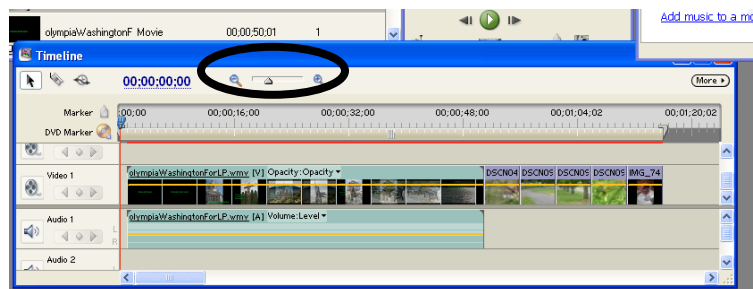 olympiaWashingtonF Movie 00;00;50;01 1
Add music to a mo
Timeline
00;00;00;00
More
Marker
00;00 00;00;16;00 00;00;32;00 00;00;48;00 00;01;04;02 00;01;20;02
DVD Marker
Video 1
olympiaWashingtonForLP.wmv [V] Opacity:Opacity
DSCN04 DSCN05 DSCN05 DSCN05 IMG_74
Audio 1
olympiaWashingtonForLP.wmv [A] Volume:Level
L
R
Audio 2